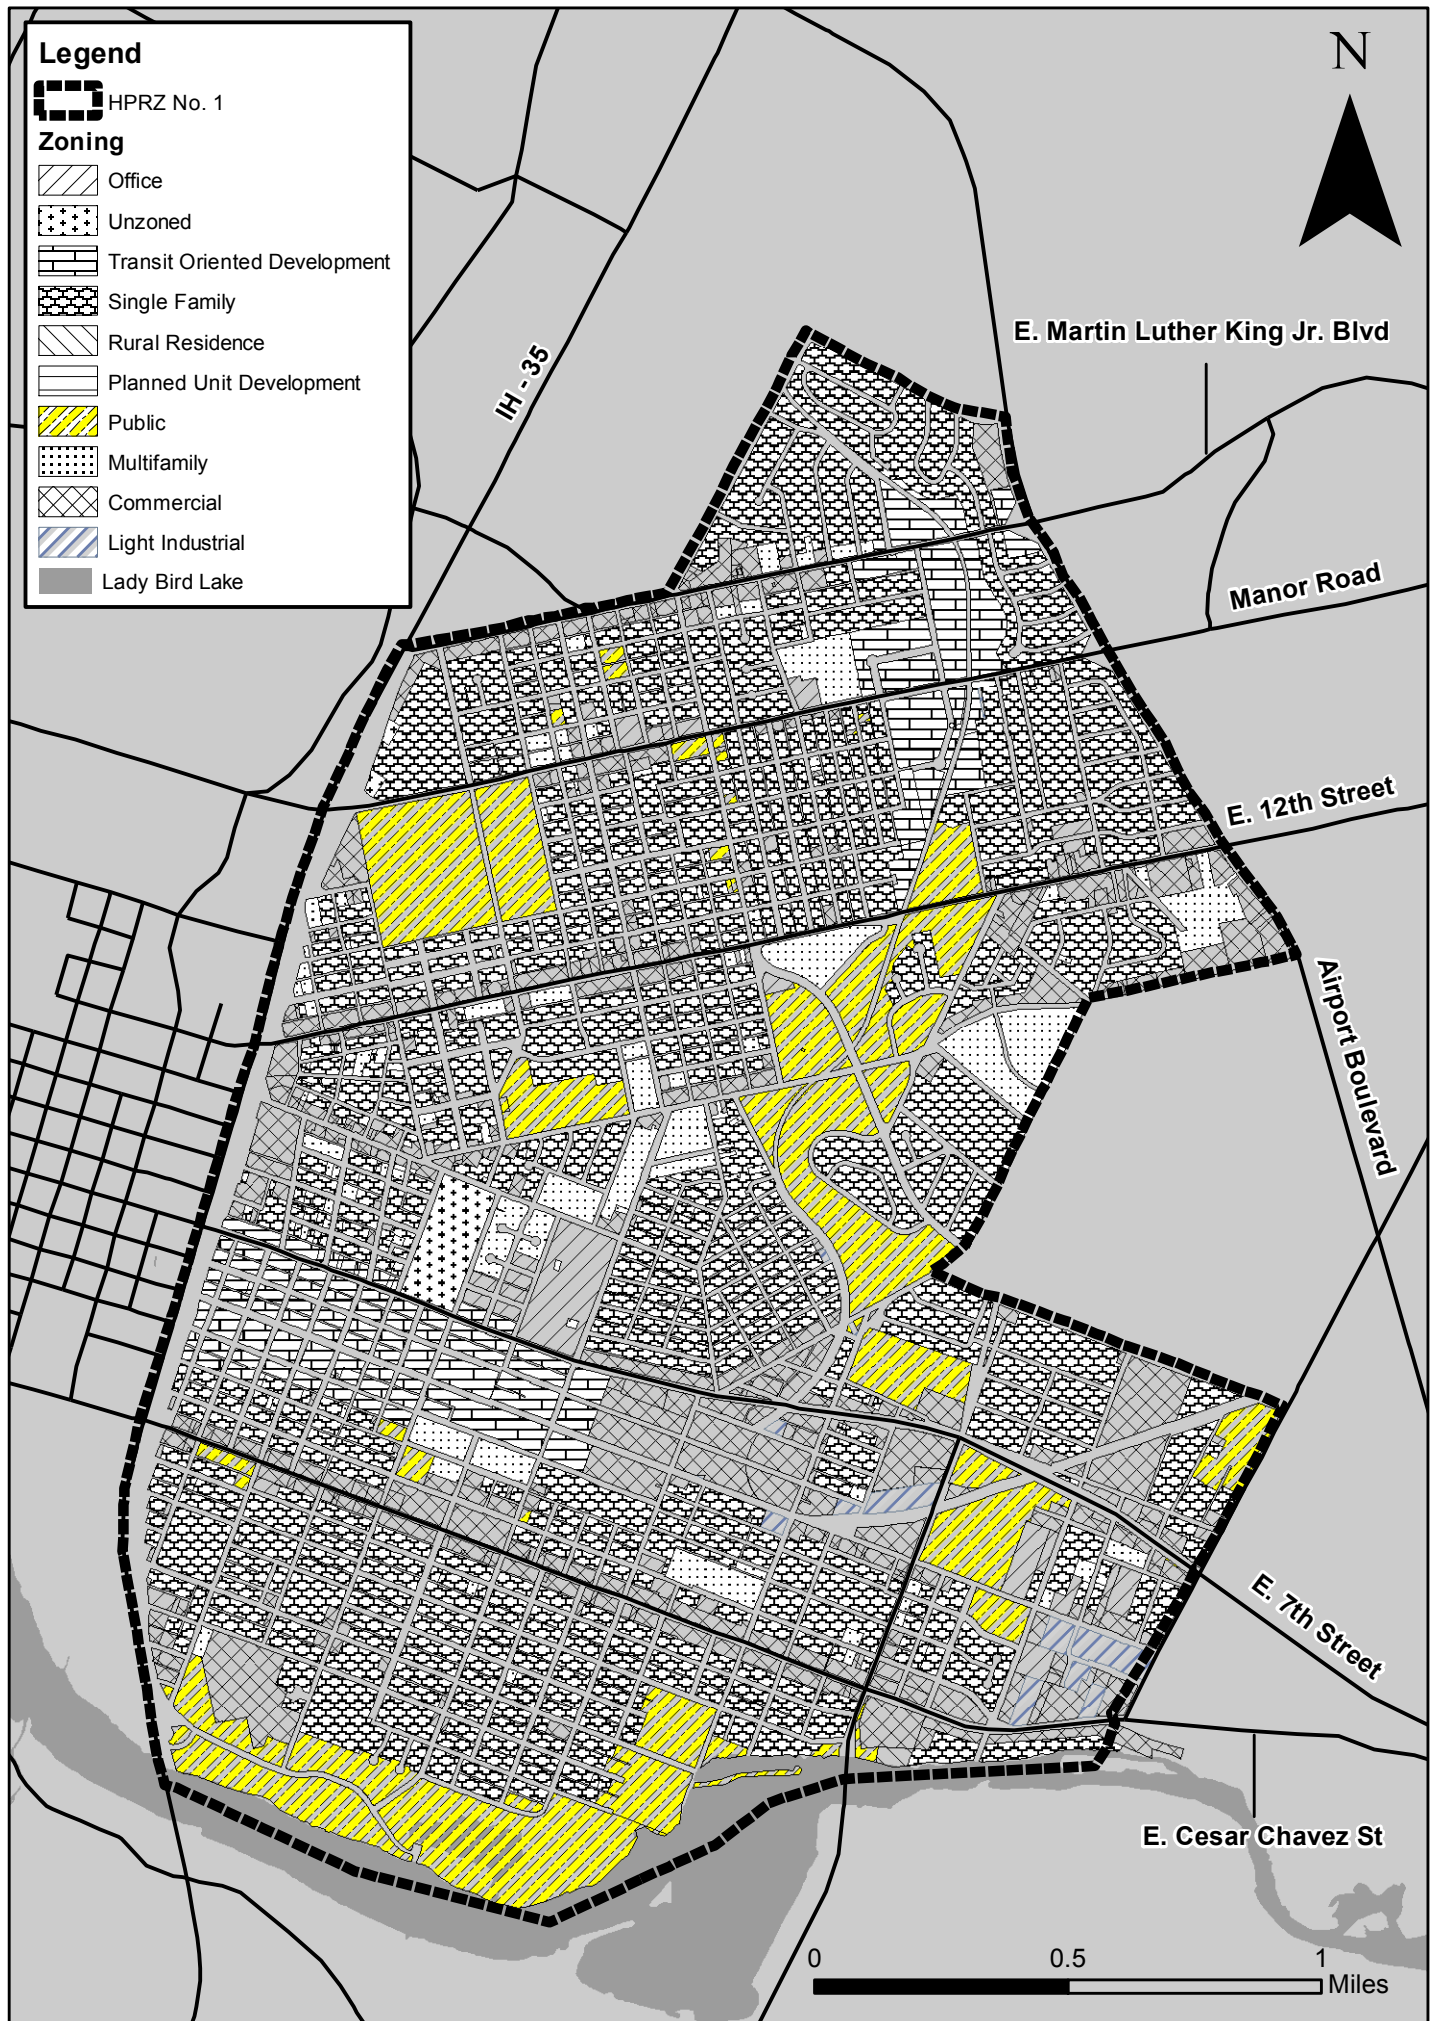 Legend
HPRZ No. 1
Zoning
Office
Unzoned
Transit Oriented Development
Single Family
Rural Residence
Planned Unit Development
Public
Multifamily
Commercial
Light Industrial
Lady Bird Lake
N
IH - 35
E. Martin Luther King Jr. Blvd
Manor Road
E. 12th Street
Airport Boulevard
E. 7th Street
E. Cesar Chavez St
0 0.5 1
Miles